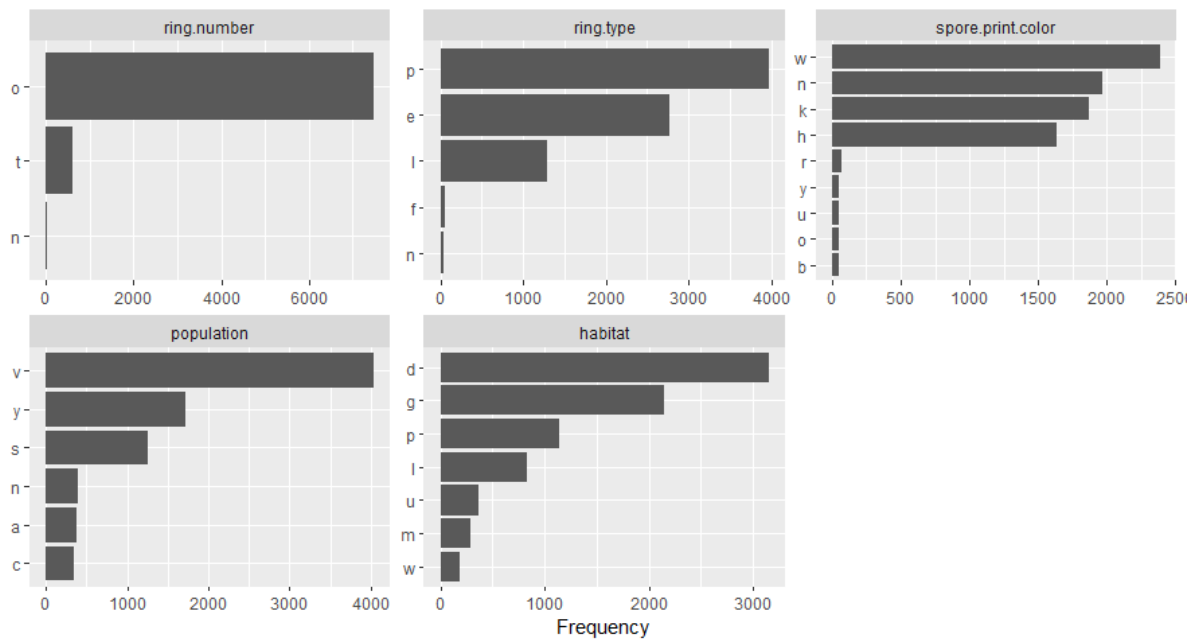 ring.number
o
t
n
0 2000 4000 6000
ring.type
p
e
l
f
n
0 1000 2000 3000 4000
spore.print.color
w
n
k
h
r
y
u
o
b
0 500 1000 1500 2000 250
population
v
y
s
n
a
c
0 1000 2000 3000 4000
habitat
d
g
p
l
u
m
w
0 1000 2000 3000
Frequency